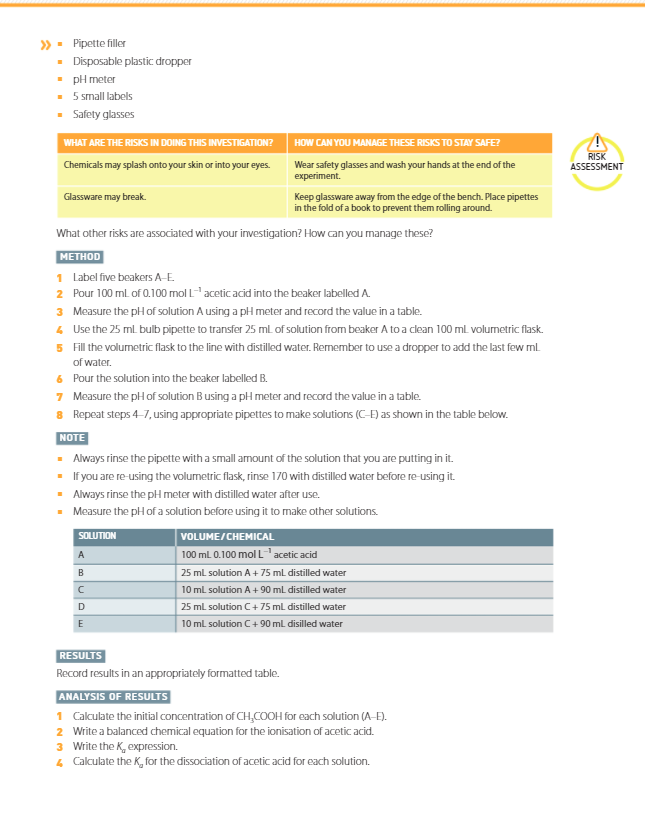 » ▪ Pipette filler
▪ Disposable plastic dropper
▪ pH meter
▪ 5 small labels
▪ Safety glasses
WHAT ARE THE RISKS IN DOING THIS INVESTIGATION? HOW CAN YOU MANAGE THESE RISKS TO STAY SAFE?
Chemicals may splash onto your skin or into your eyes. Wear safety glasses and wash your hands at the end of the
experiment.
Glassware may break. Keep glassware away from the edge of the bench. Place pipettes
in the fold of a book to prevent them rolling around.
!
RISK
ASSESSMENT
What other risks are associated with your investigation? How can you manage these?
METHOD
1 Label five beakers A–E.
2 Pour 100 mL of 0.100 mol L⁻¹ acetic acid into the beaker labelled A.
3 Measure the pH of solution A using a pH meter and record the value in a table.
4 Use the 25 mL bulb pipette to transfer 25 mL of solution from beaker A to a clean 100 mL volumetric flask.
5 Fill the volumetric flask to the line with distilled water. Remember to use a dropper to add the last few mL
of water.
6 Pour the solution into the beaker labelled B.
7 Measure the pH of solution B using a pH meter and record the value in a table.
8 Repeat steps 4–7, using appropriate pipettes to make solutions (C–E) as shown in the table below.
NOTE
▪ Always rinse the pipette with a small amount of the solution that you are putting in it.
▪ If you are re-using the volumetric flask, rinse 170 with distilled water before re-using it.
▪ Always rinse the pH meter with distilled water after use.
▪ Measure the pH of a solution before using it to make other solutions.
SOLUTION VOLUME/CHEMICAL
A 100 mL 0.100 mol L⁻¹ acetic acid
B 25 mL solution A + 75 mL distilled water
C 10 mL solution A + 90 mL distilled water
D 25 mL solution C + 75 mL distilled water
E 10 mL solution C + 90 mL disilled water
RESULTS
Record results in an appropriately formatted table.
ANALYSIS OF RESULTS
1 Calculate the initial concentration of CH₃COOH for each solution (A–E).
2 Write a balanced chemical equation for the ionisation of acetic acid.
3 Write the Kₐ expression.
4 Calculate the Kₐ for the dissociation of acetic acid for each solution.